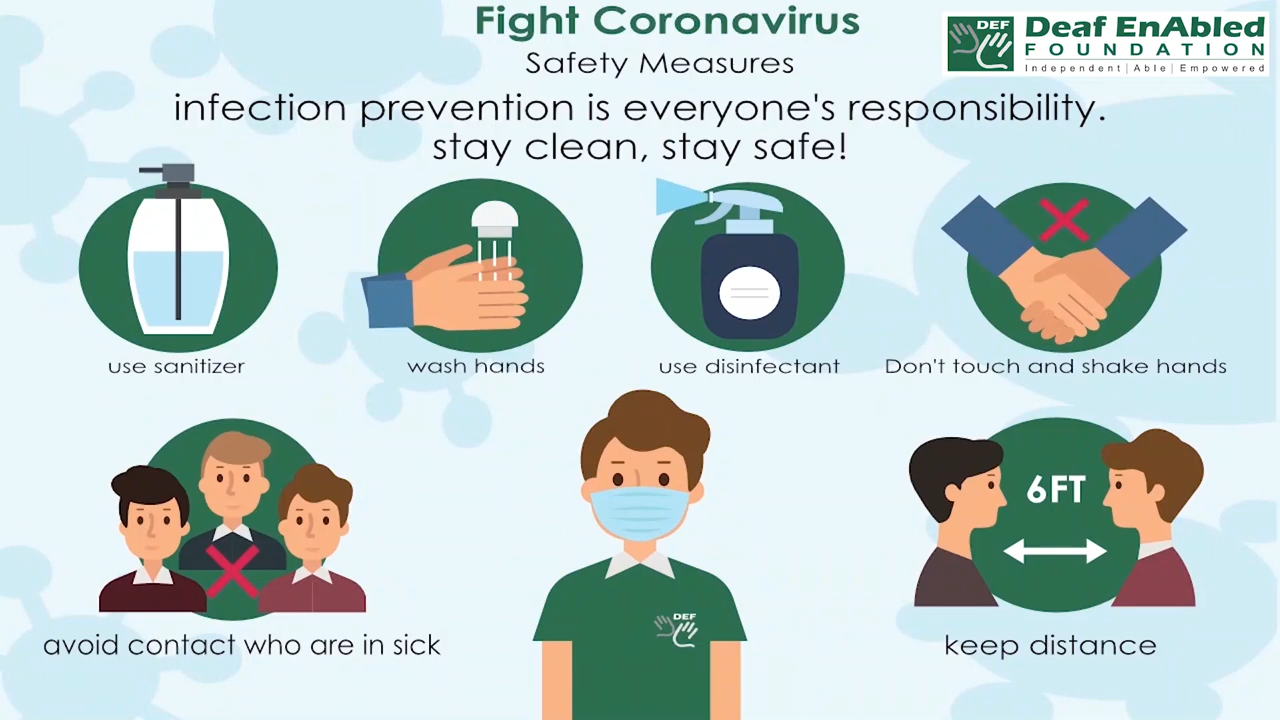 Fight Coronavirus
Safety Measures
DEF
Deaf EnAbled
FOUNDATION
Independent | Able | Empowered
infection prevention is everyone's responsibility.
stay clean, stay safe!
use sanitizer
wash hands
use disinfectant
Don't touch and shake hands
6FT
DEF
avoid contact who are in sick
keep distance